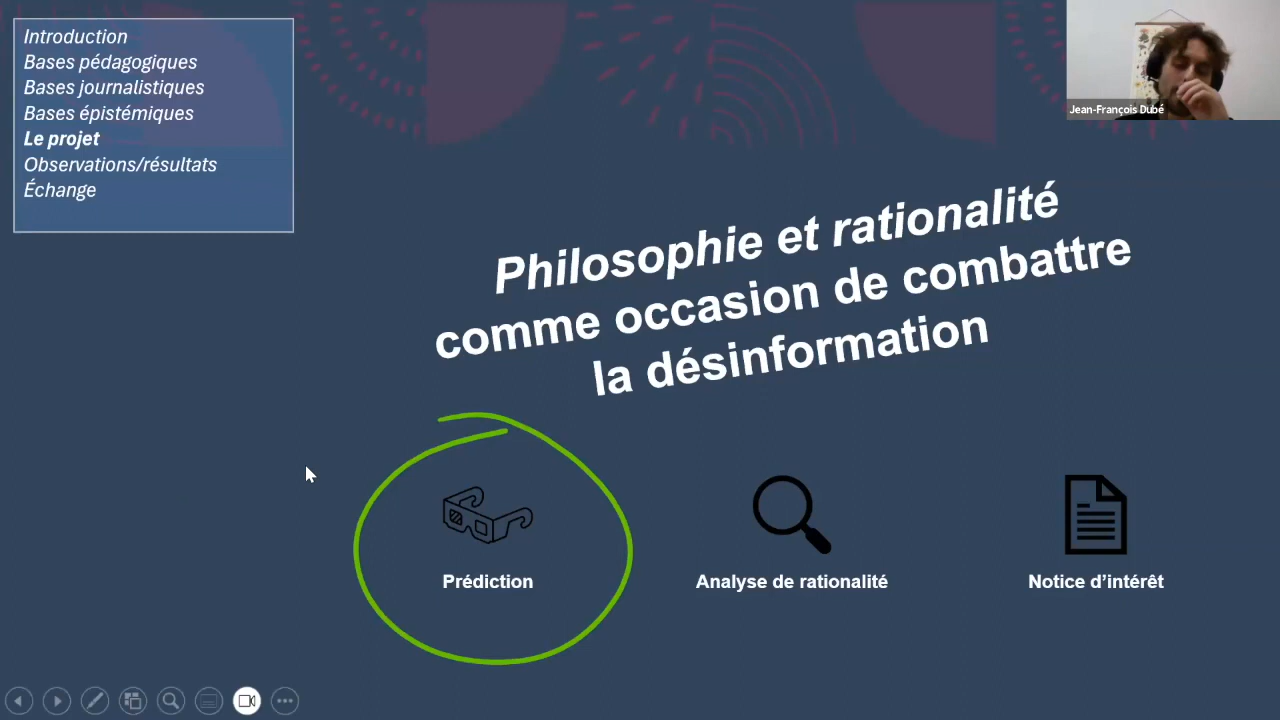 Introduction
Bases pédagogiques
Bases journalistiques
Bases épistémiques
Le projet
Observations/résultats
Échange
Jean-François Dubé
Philosophie et rationalité
comme occasion de combattre
la désinformation
Prédiction
Analyse de rationalité
Notice d’intérêt